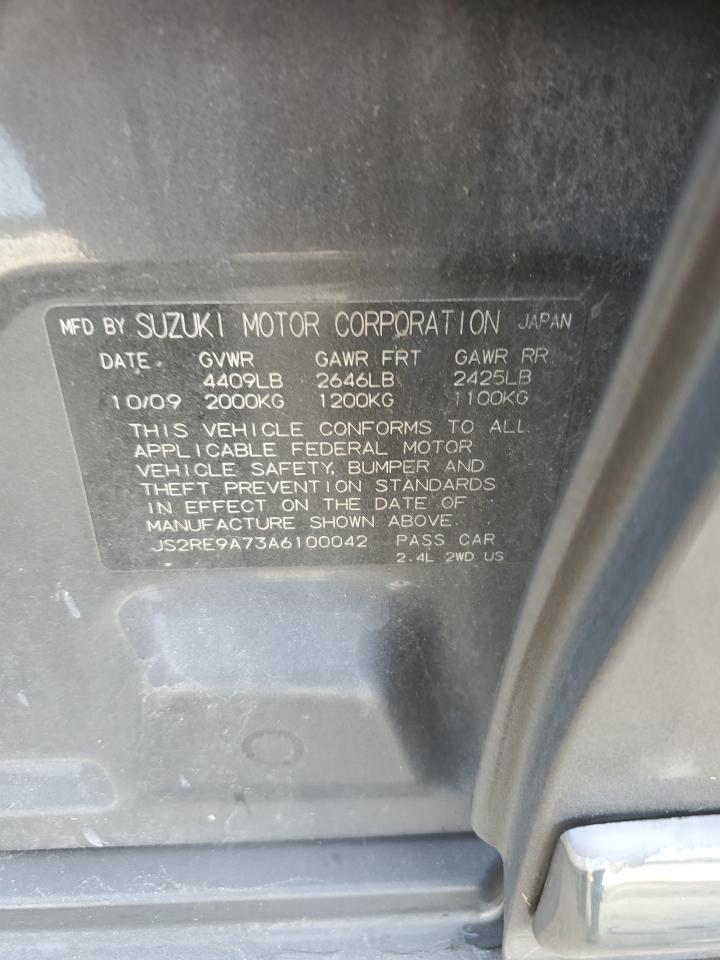 MFD BY SUZUKI MOTOR CORPORATION JAPAN
DATE GVWR GAWR FRT GAWR RR
4409LB 2646LB 2425LB
10/09 2000KG 1200KG 1100KG
THIS VEHICLE CONFORMS TO ALL
APPLICABLE FEDERAL MOTOR
VEHICLE SAFETY, BUMPER AND
THEFT PREVENTION STANDARDS
IN EFFECT ON THE DATE OF
MANUFACTURE SHOWN ABOVE.
JS2RE9A73A6100042 PASS CAR
2.4L 2WD US